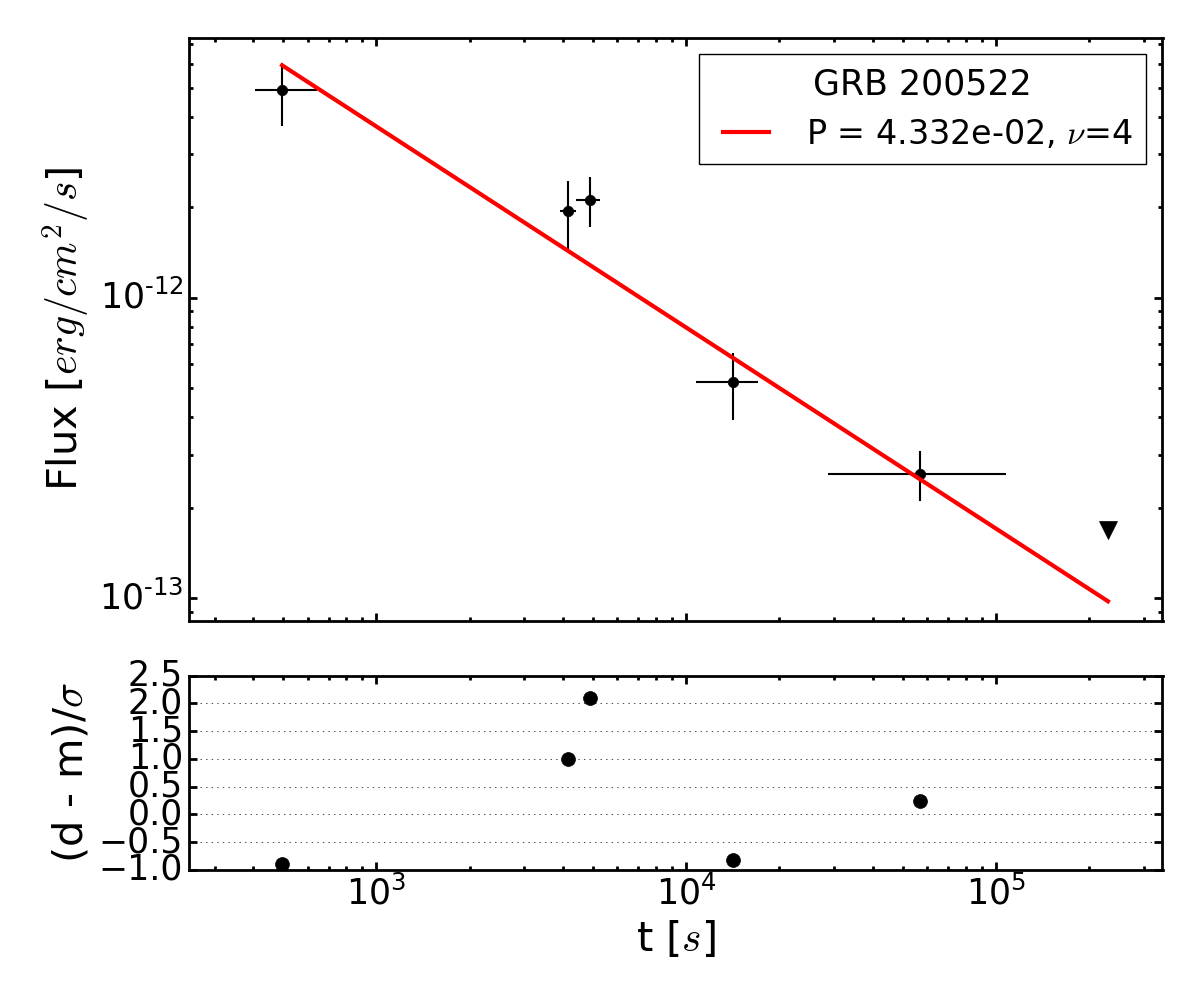 GRB 200522
P = 4.332e-02, ν=4
Flux [erg/cm²/s]
10⁻¹²
10⁻¹³
(d - m)/σ
2.5
2.0
1.5
1.0
0.5
0.0
−0.5
−1.0
10³ 10⁴ 10⁵
t [s]